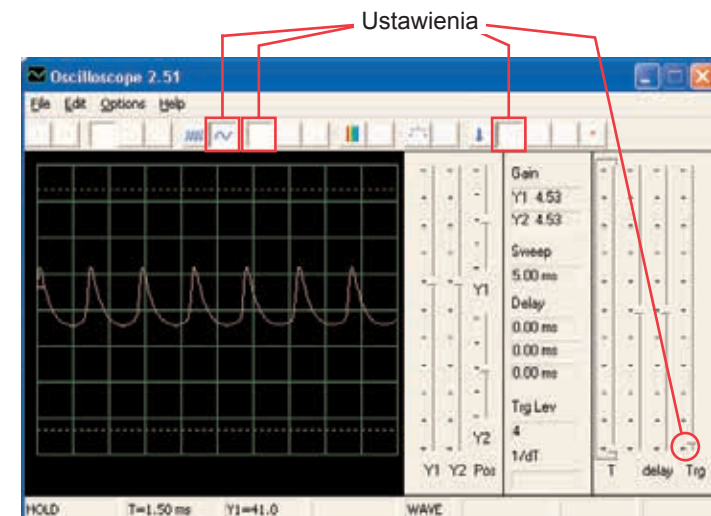 Ustawienia
Oscilloscope 2.51
File Edit Options Help
Gain
Y1 4.53
Y2 4.53
Sweep
5.00 ms
Delay
0.00 ms
0.00 ms
0.00 ms
Trg Lev
4
1/dT
Y1
Y2
Y1 Y2 Pos
T delay Trg
HOLD T=1.50 ms Y1=41.0 WAVE